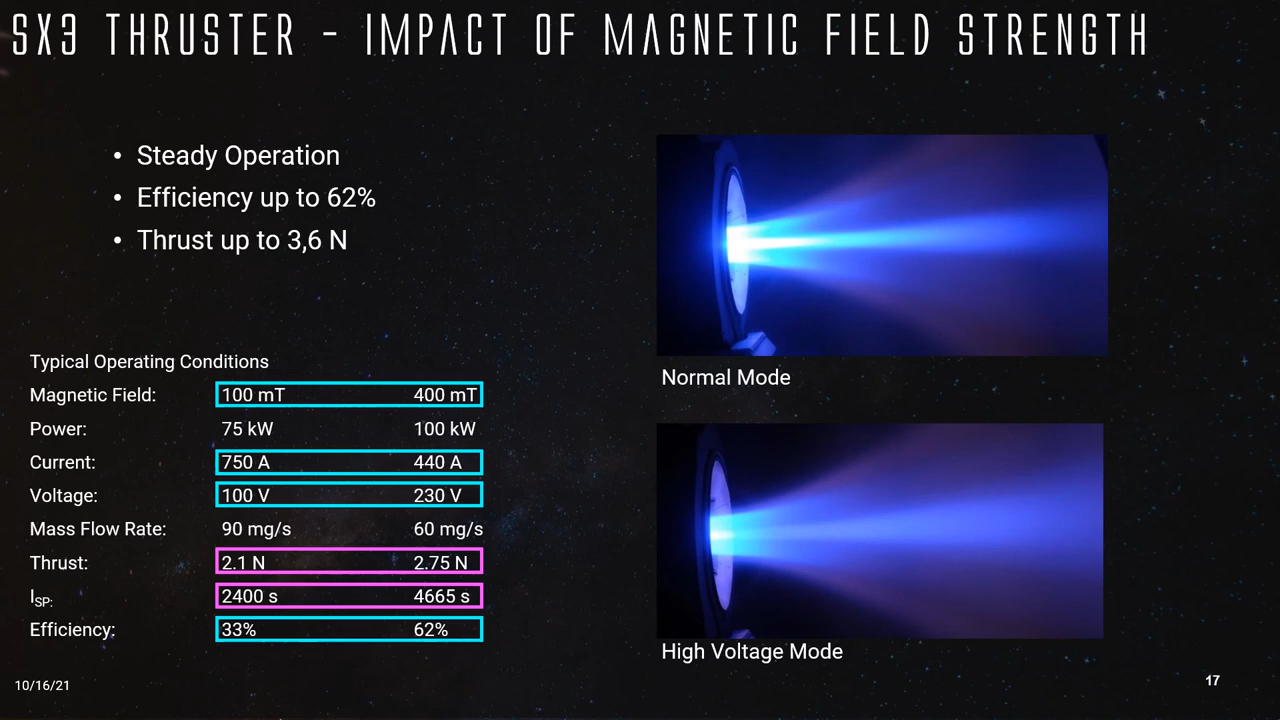 SX3 THRUSTER - IMPACT OF MAGNETIC FIELD STRENGTH
• Steady Operation
• Efficiency up to 62%
• Thrust up to 3,6 N
Typical Operating Conditions
Magnetic Field: 100 mT 400 mT
Power: 75 kW 100 kW
Current: 750 A 440 A
Voltage: 100 V 230 V
Mass Flow Rate: 90 mg/s 60 mg/s
Thrust: 2.1 N 2.75 N
ISP: 2400 s 4665 s
Efficiency: 33% 62%
Normal Mode
High Voltage Mode
10/16/21
17